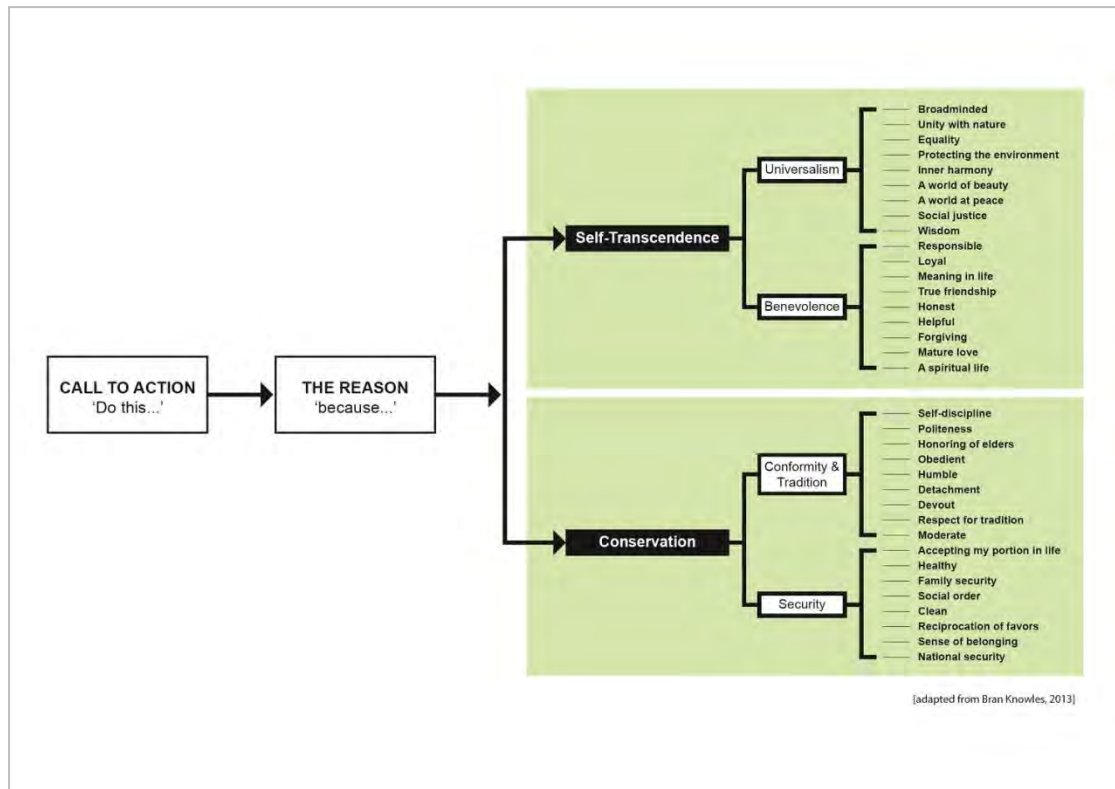 CALL TO ACTION
'Do this...'
THE REASON
'because...'
Self-Transcendence
Universalism
Broadminded
Unity with nature
Equality
Protecting the environment
Inner harmony
A world of beauty
A world at peace
Social justice
Wisdom
Benevolence
Responsible
Loyal
Meaning in life
True friendship
Honest
Helpful
Forgiving
Mature love
A spiritual life
Conservation
Conformity &
Tradition
Self-discipline
Politeness
Honoring of elders
Obedient
Humble
Detachment
Devout
Respect for tradition
Moderate
Security
Accepting my portion in life
Healthy
Family security
Social order
Clean
Reciprocation of favors
Sense of belonging
National security
[adapted from Bran Knowles, 2013]